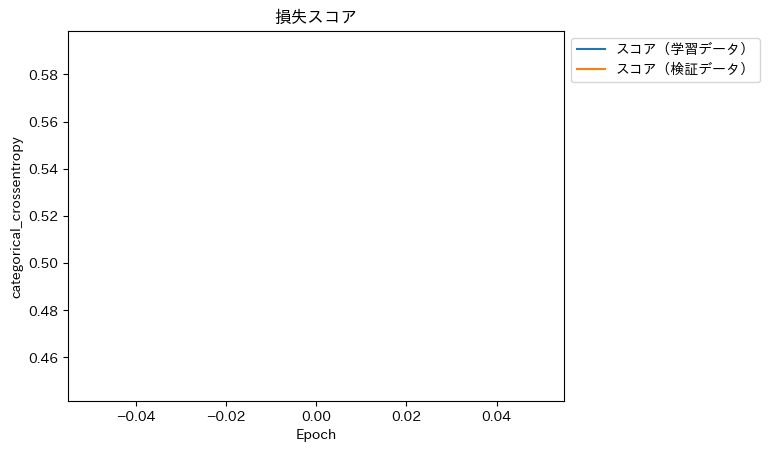 損失スコア
スコア（学習データ）
スコア（検証データ）
categorical_crossentropy
0.58
0.56
0.54
0.52
0.50
0.48
0.46
−0.04 −0.02 0.00 0.02 0.04
Epoch